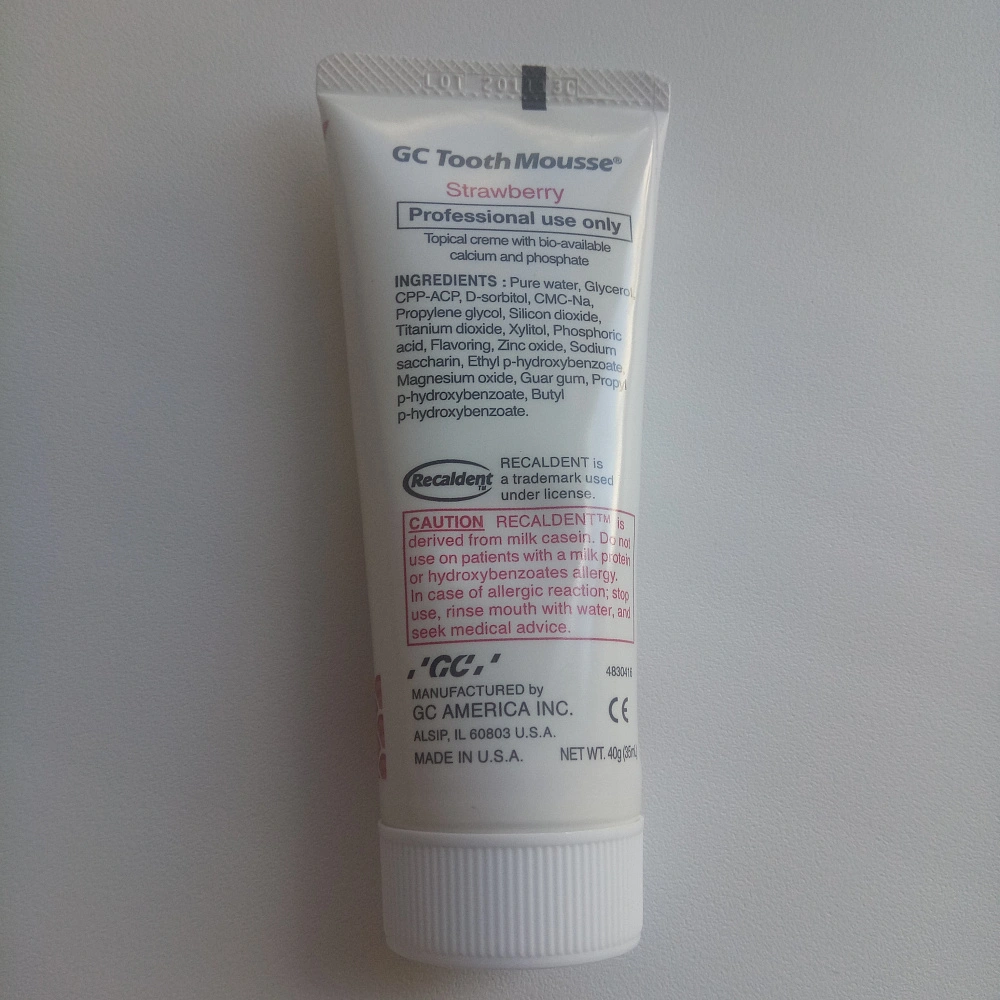 LOT
GC Tooth Mousse®
Strawberry
Professional use only
Topical creme with bio-available
calcium and phosphate
INGREDIENTS : Pure water, Glycerol,
CPP-ACP, D-sorbitol, CMC-Na,
Propylene glycol, Silicon dioxide,
Titanium dioxide, Xylitol, Phosphoric
acid, Flavoring, Zinc oxide, Sodium
saccharin, Ethyl p-hydroxybenzoate,
Magnesium oxide, Guar gum, Propyl
p-hydroxybenzoate, Butyl
p-hydroxybenzoate.
Recaldent™
RECALDENT is
a trademark used
under license.
CAUTION RECALDENT™ is
derived from milk casein. Do not
use on patients with a milk protein
or hydroxybenzoates allergy.
In case of allergic reaction; stop
use, rinse mouth with water, and
seek medical advice.
GC
4830416
MANUFACTURED by
GC AMERICA INC.
CE
ALSIP, IL 60803 U.S.A.
MADE IN U.S.A. NET WT. 40g (35mL)